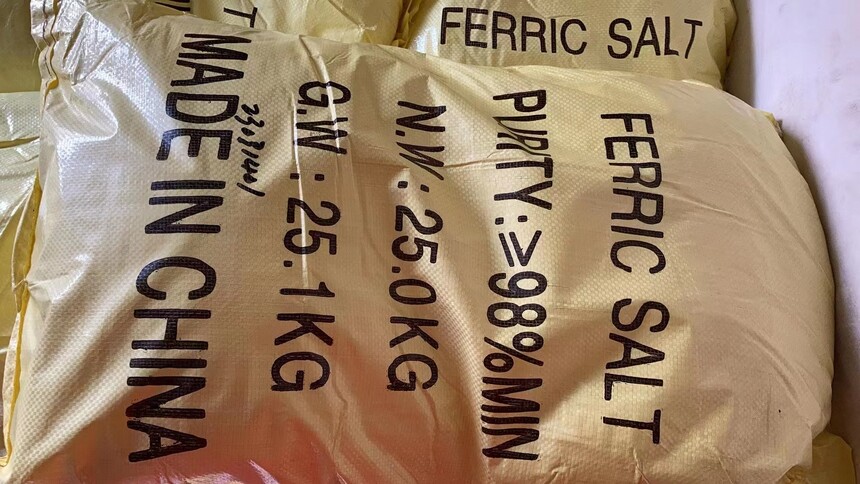 FERRIC SALT
FERRIC SALT
PURITY:≥98%MIN
N.W.:25.0KG
G.W.:25.1KG
MADE IN CHINA